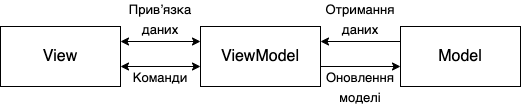 Прив’язка
даних
Отримання
даних
View
ViewModel
Model
Команди
Оновлення
моделі